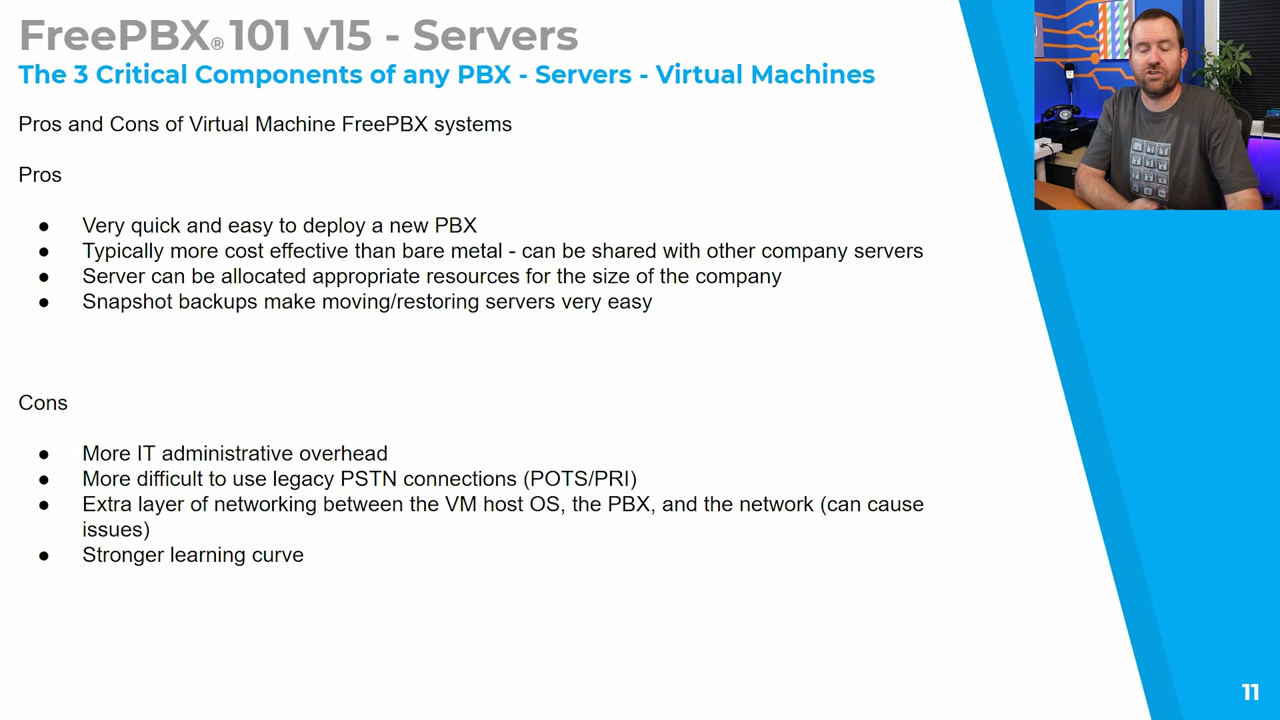 FreePBX® 101 v15 - Servers
The 3 Critical Components of any PBX - Servers - Virtual Machines
Pros and Cons of Virtual Machine FreePBX systems
Pros
● Very quick and easy to deploy a new PBX
● Typically more cost effective than bare metal - can be shared with other company servers
● Server can be allocated appropriate resources for the size of the company
● Snapshot backups make moving/restoring servers very easy
Cons
● More IT administrative overhead
● More difficult to use legacy PSTN connections (POTS/PRI)
● Extra layer of networking between the VM host OS, the PBX, and the network (can cause
issues)
● Stronger learning curve
11